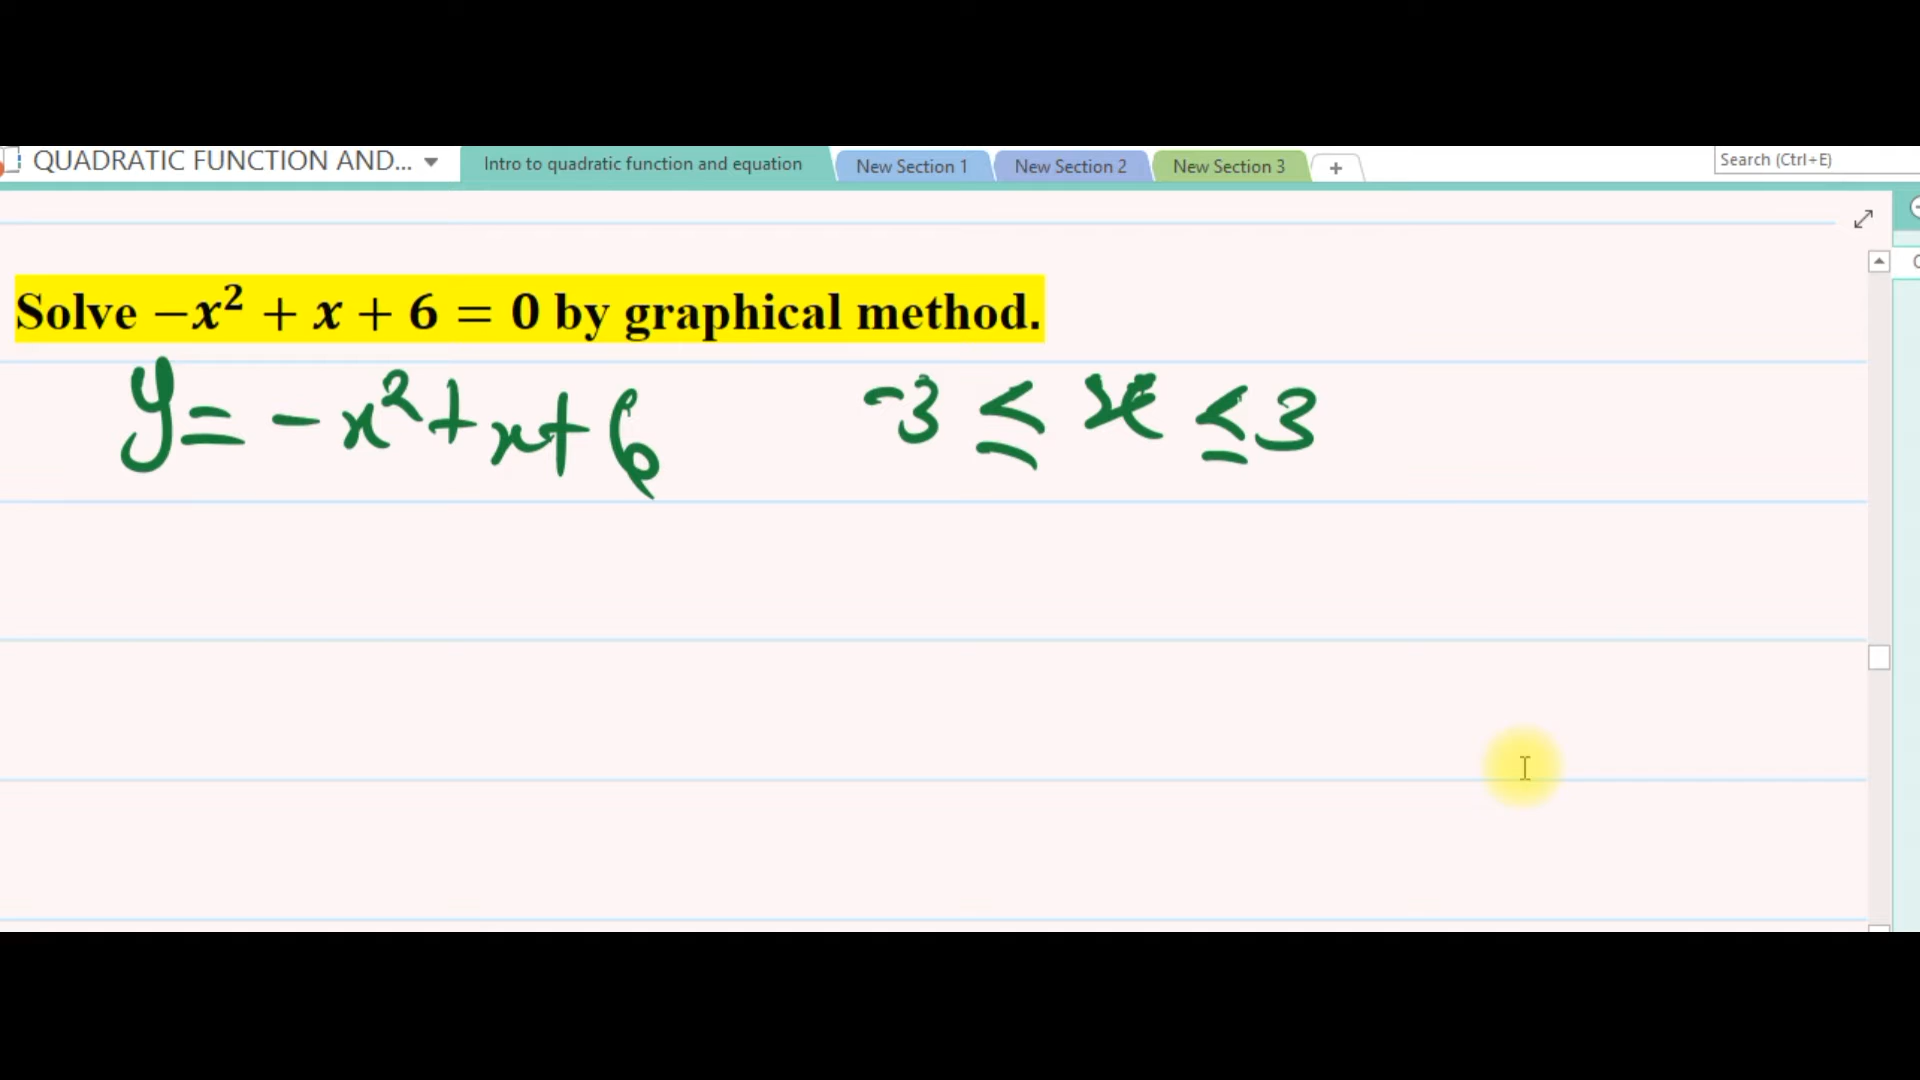 QUADRATIC FUNCTION AND... Intro to quadratic function and equation New Section 1 New Section 2 New Section 3 + Search (Ctrl+E)
Solve −x² + x + 6 = 0 by graphical method.
y = -x² + x + 6 -3 ≤ x ≤ 3